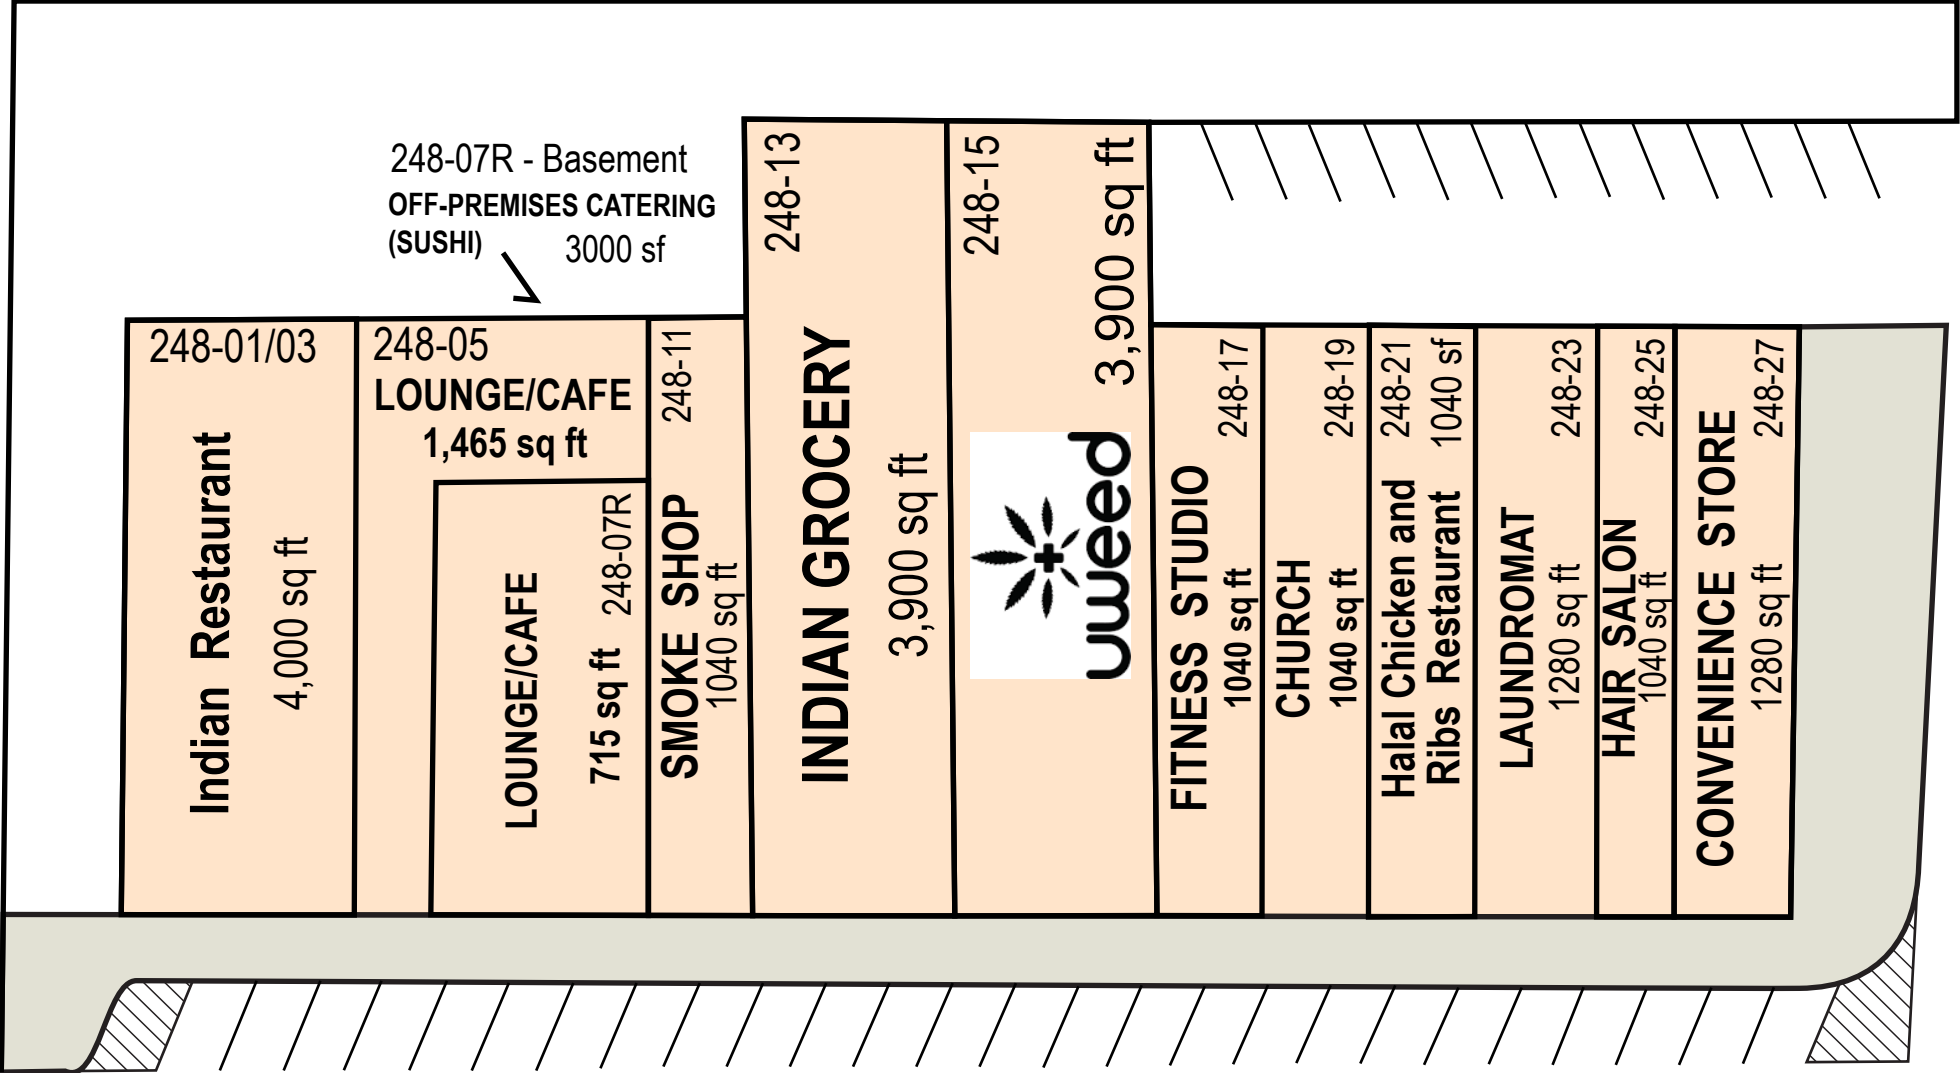 248-07R - Basement
OFF-PREMISES CATERING
(SUSHI)
3000 sf
248-01/03
Indian Restaurant
4,000 sq ft
248-05
LOUNGE/CAFE
1,465 sq ft
LOUNGE/CAFE
715 sq ft
248-07R
248-11
SMOKE SHOP
1040 sq ft
248-13
INDIAN GROCERY
3,900 sq ft
248-15
3,900 sq ft
uweed
248-17
FITNESS STUDIO
1040 sq ft
248-19
CHURCH
1040 sq ft
248-21
1040 sf
Halal Chicken and
Ribs Restaurant
248-23
LAUNDROMAT
1280 sq ft
248-25
HAIR SALON
1040 sq ft
248-27
CONVENIENCE STORE
1280 sq ft